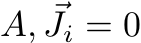 A, \vec{J}_i = 0